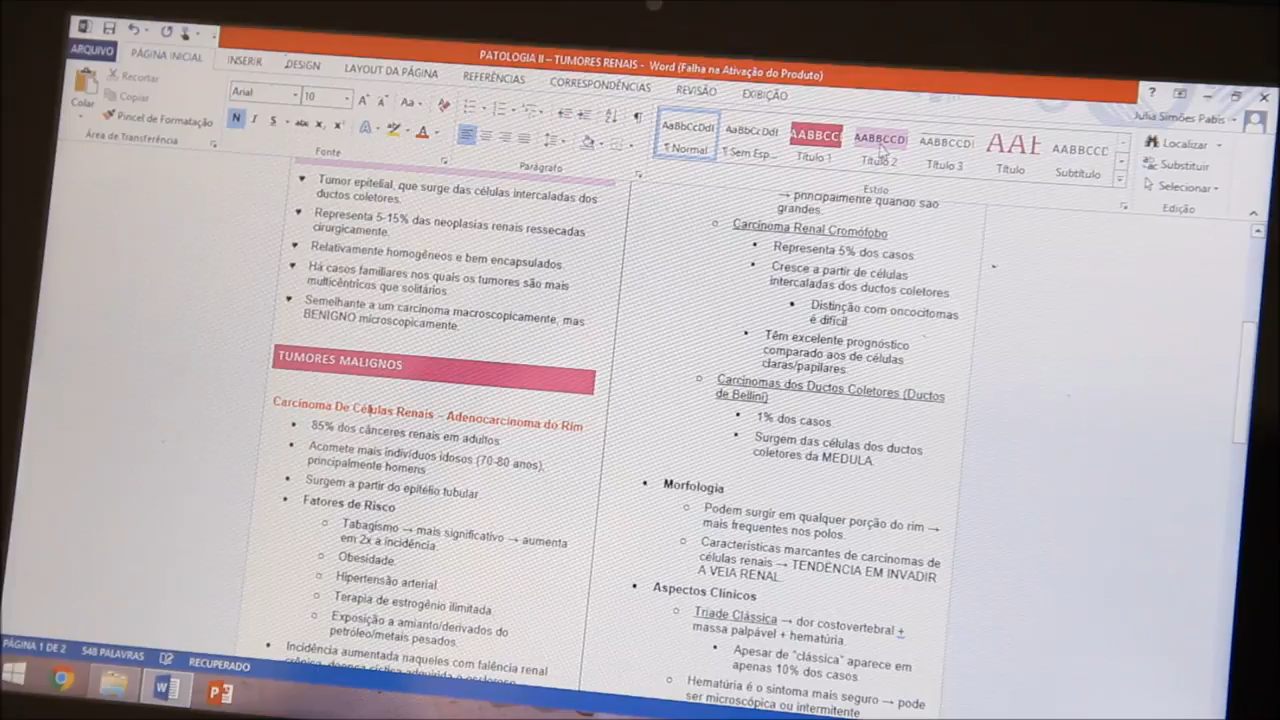 PATOLOGIA II – TUMORES RENAIS - Word (Falha na Ativação do Produto)
ARQUIVO
PÁGINA INICIAL
INSERIR
DESIGN
LAYOUT DA PÁGINA
REFERÊNCIAS
CORRESPONDÊNCIAS
REVISÃO
EXIBIÇÃO
Julia Simões Pabis
Colar
Recortar
Copiar
Pincel de Formatação
Área de Transferência
Arial
10
Fonte
Parágrafo
AaBbCcDdI
¶ Normal
AaBbCcDdI
¶ Sem Esp...
AABBCC
Título 1
AABBCCD
Título 2
AABBCCDI
Título 3
Título
AABBCCC
Subtítulo
Estilo
Localizar
Substituir
Selecionar
Edição
Tumor epitelial, que surge das células intercaladas dos
ductos coletores.
Representa 5-15% das neoplasias renais ressecadas
cirurgicamente.
Relativamente homogêneos e bem encapsulados.
Há casos familiares nos quais os tumores são mais
multicêntricos que solitários.
Semelhante a um carcinoma macroscopicamente, mas
BENIGNO microscopicamente.
TUMORES MALIGNOS
Carcinoma De Células Renais – Adenocarcinoma do Rim
85% dos cânceres renais em adultos.
Acomete mais indivíduos idosos (70-80 anos),
principalmente homens.
Surgem a partir do epitélio tubular.
Fatores de Risco
Tabagismo → mais significativo → aumenta
em 2x a incidência.
Obesidade.
Hipertensão arterial.
Terapia de estrogênio ilimitada.
Exposição a amianto/derivados do
petróleo/metais pesados.
Incidência aumentada naqueles com falência renal
crônica, doença cística adquirida e esclerose
→ principalmente quando são
grandes.
Carcinoma Renal Cromófobo
Representa 5% dos casos.
Cresce a partir de células
intercaladas dos ductos coletores
Distinção com oncocitomas
é difícil.
Têm excelente prognóstico
comparado aos de células
claras/papilares.
Carcinomas dos Ductos Coletores (Ductos
de Bellini)
1% dos casos.
Surgem das células dos ductos
coletores da MEDULA.
Morfologia
Podem surgir em qualquer porção do rim →
mais frequentes nos polos.
Características marcantes de carcinomas de
células renais → TENDÊNCIA EM INVADIR
A VEIA RENAL.
Aspectos Clínicos
Tríade Clássica → dor costovertebral +
massa palpável + hematúria.
Apesar de "clássica" aparece em
apenas 10% dos casos.
Hematúria é o sintoma mais seguro → pode
ser microscópica ou intermitente
PÁGINA 1 DE 2
548 PALAVRAS
RECUPERADO